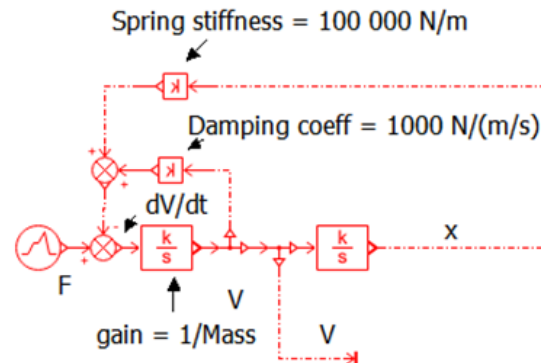 Spring stiffness = 100 000 N/m
k
Damping coeff = 1000 N/(m/s)
k
+
+
dV/dt
-
+
k
s
k
s
x
F
V
V
gain = 1/Mass